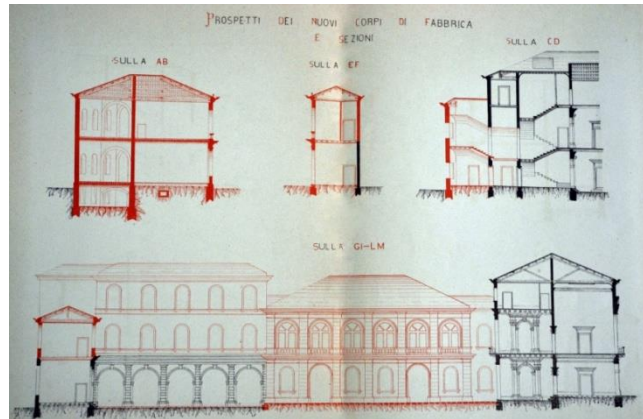 PROSPETTI DEI NUOVI CORPI DI FABBRICA
E SEZIONI
SULLA AB
SULLA EF
SULLA CD
SULLA GI-LM